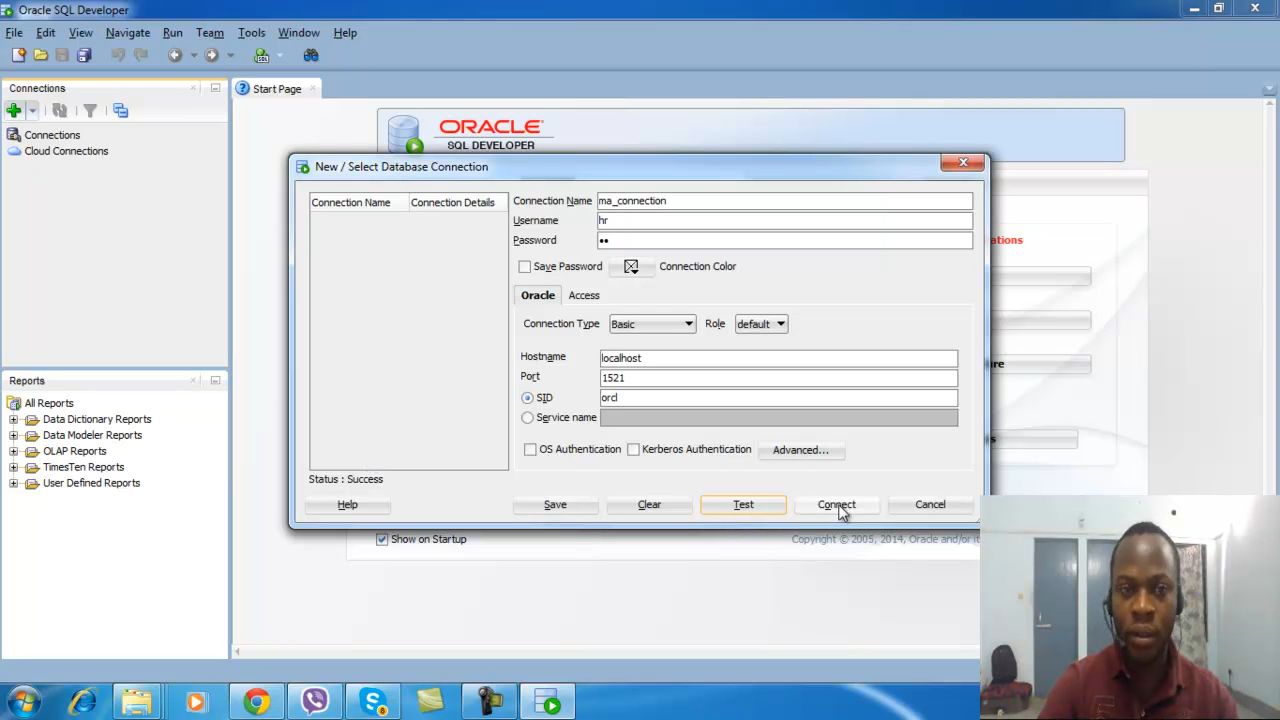 Oracle SQL Developer
File Edit View Navigate Run Team Tools Window Help
Connections
Start Page
Connections
Cloud Connections
ORACLE
SQL DEVELOPER
New / Select Database Connection
Connection Name Connection Details
Connection Name ma_connection
Username hr
Password ••
Save Password Connection Color
Oracle Access
Connection Type Basic Role default
Hostname localhost
Port 1521
SID orcl
Service name
OS Authentication Kerberos Authentication Advanced...
Status : Success
Help Save Clear Test Connect Cancel
Reports
All Reports
Data Dictionary Reports
Data Modeler Reports
OLAP Reports
TimesTen Reports
User Defined Reports
Show on Startup
Copyright © 2005, 2014, Oracle and/or it
8